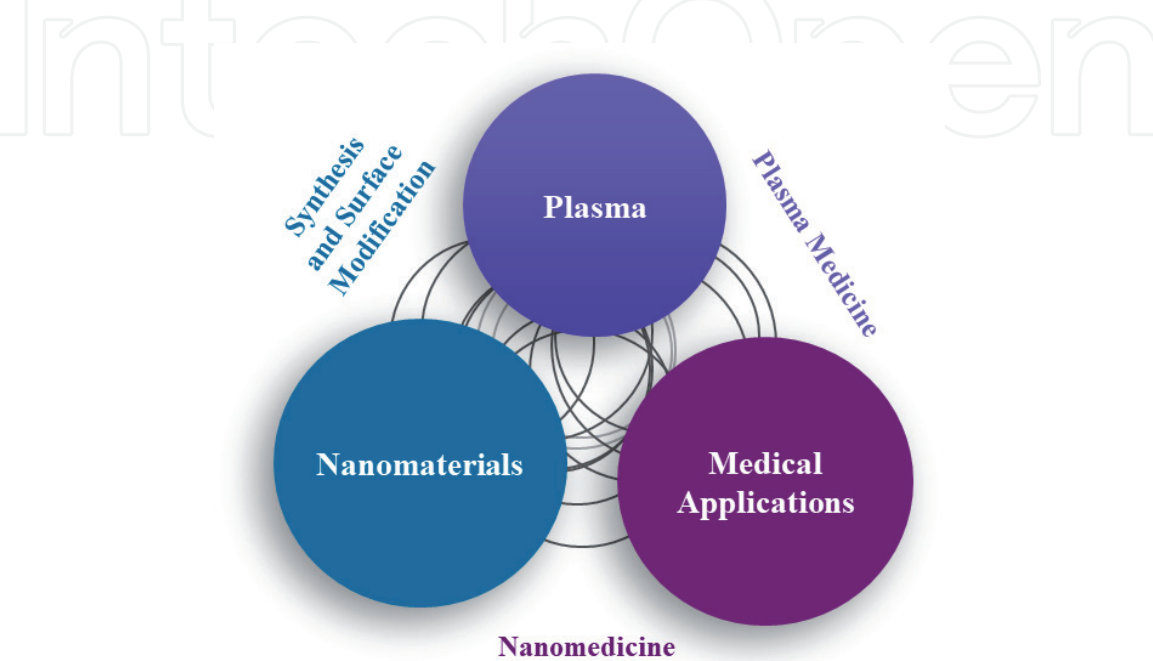 IntechOpen
Synthesis
and Surface
Modification
Plasma
Plasma Medicine
Nanomaterials
Medical
Applications
Nanomedicine